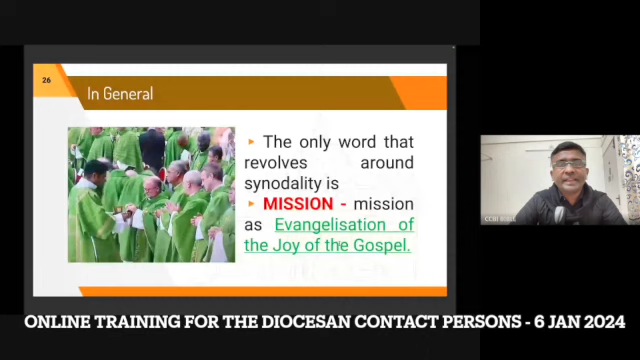 26
In General
The only word that
revolves around
synodality is
MISSION - mission
as Evangelisation of
the Joy of the Gospel.
ONLINE TRAINING FOR THE DIOCESAN CONTACT PERSONS - 6 JAN 2024